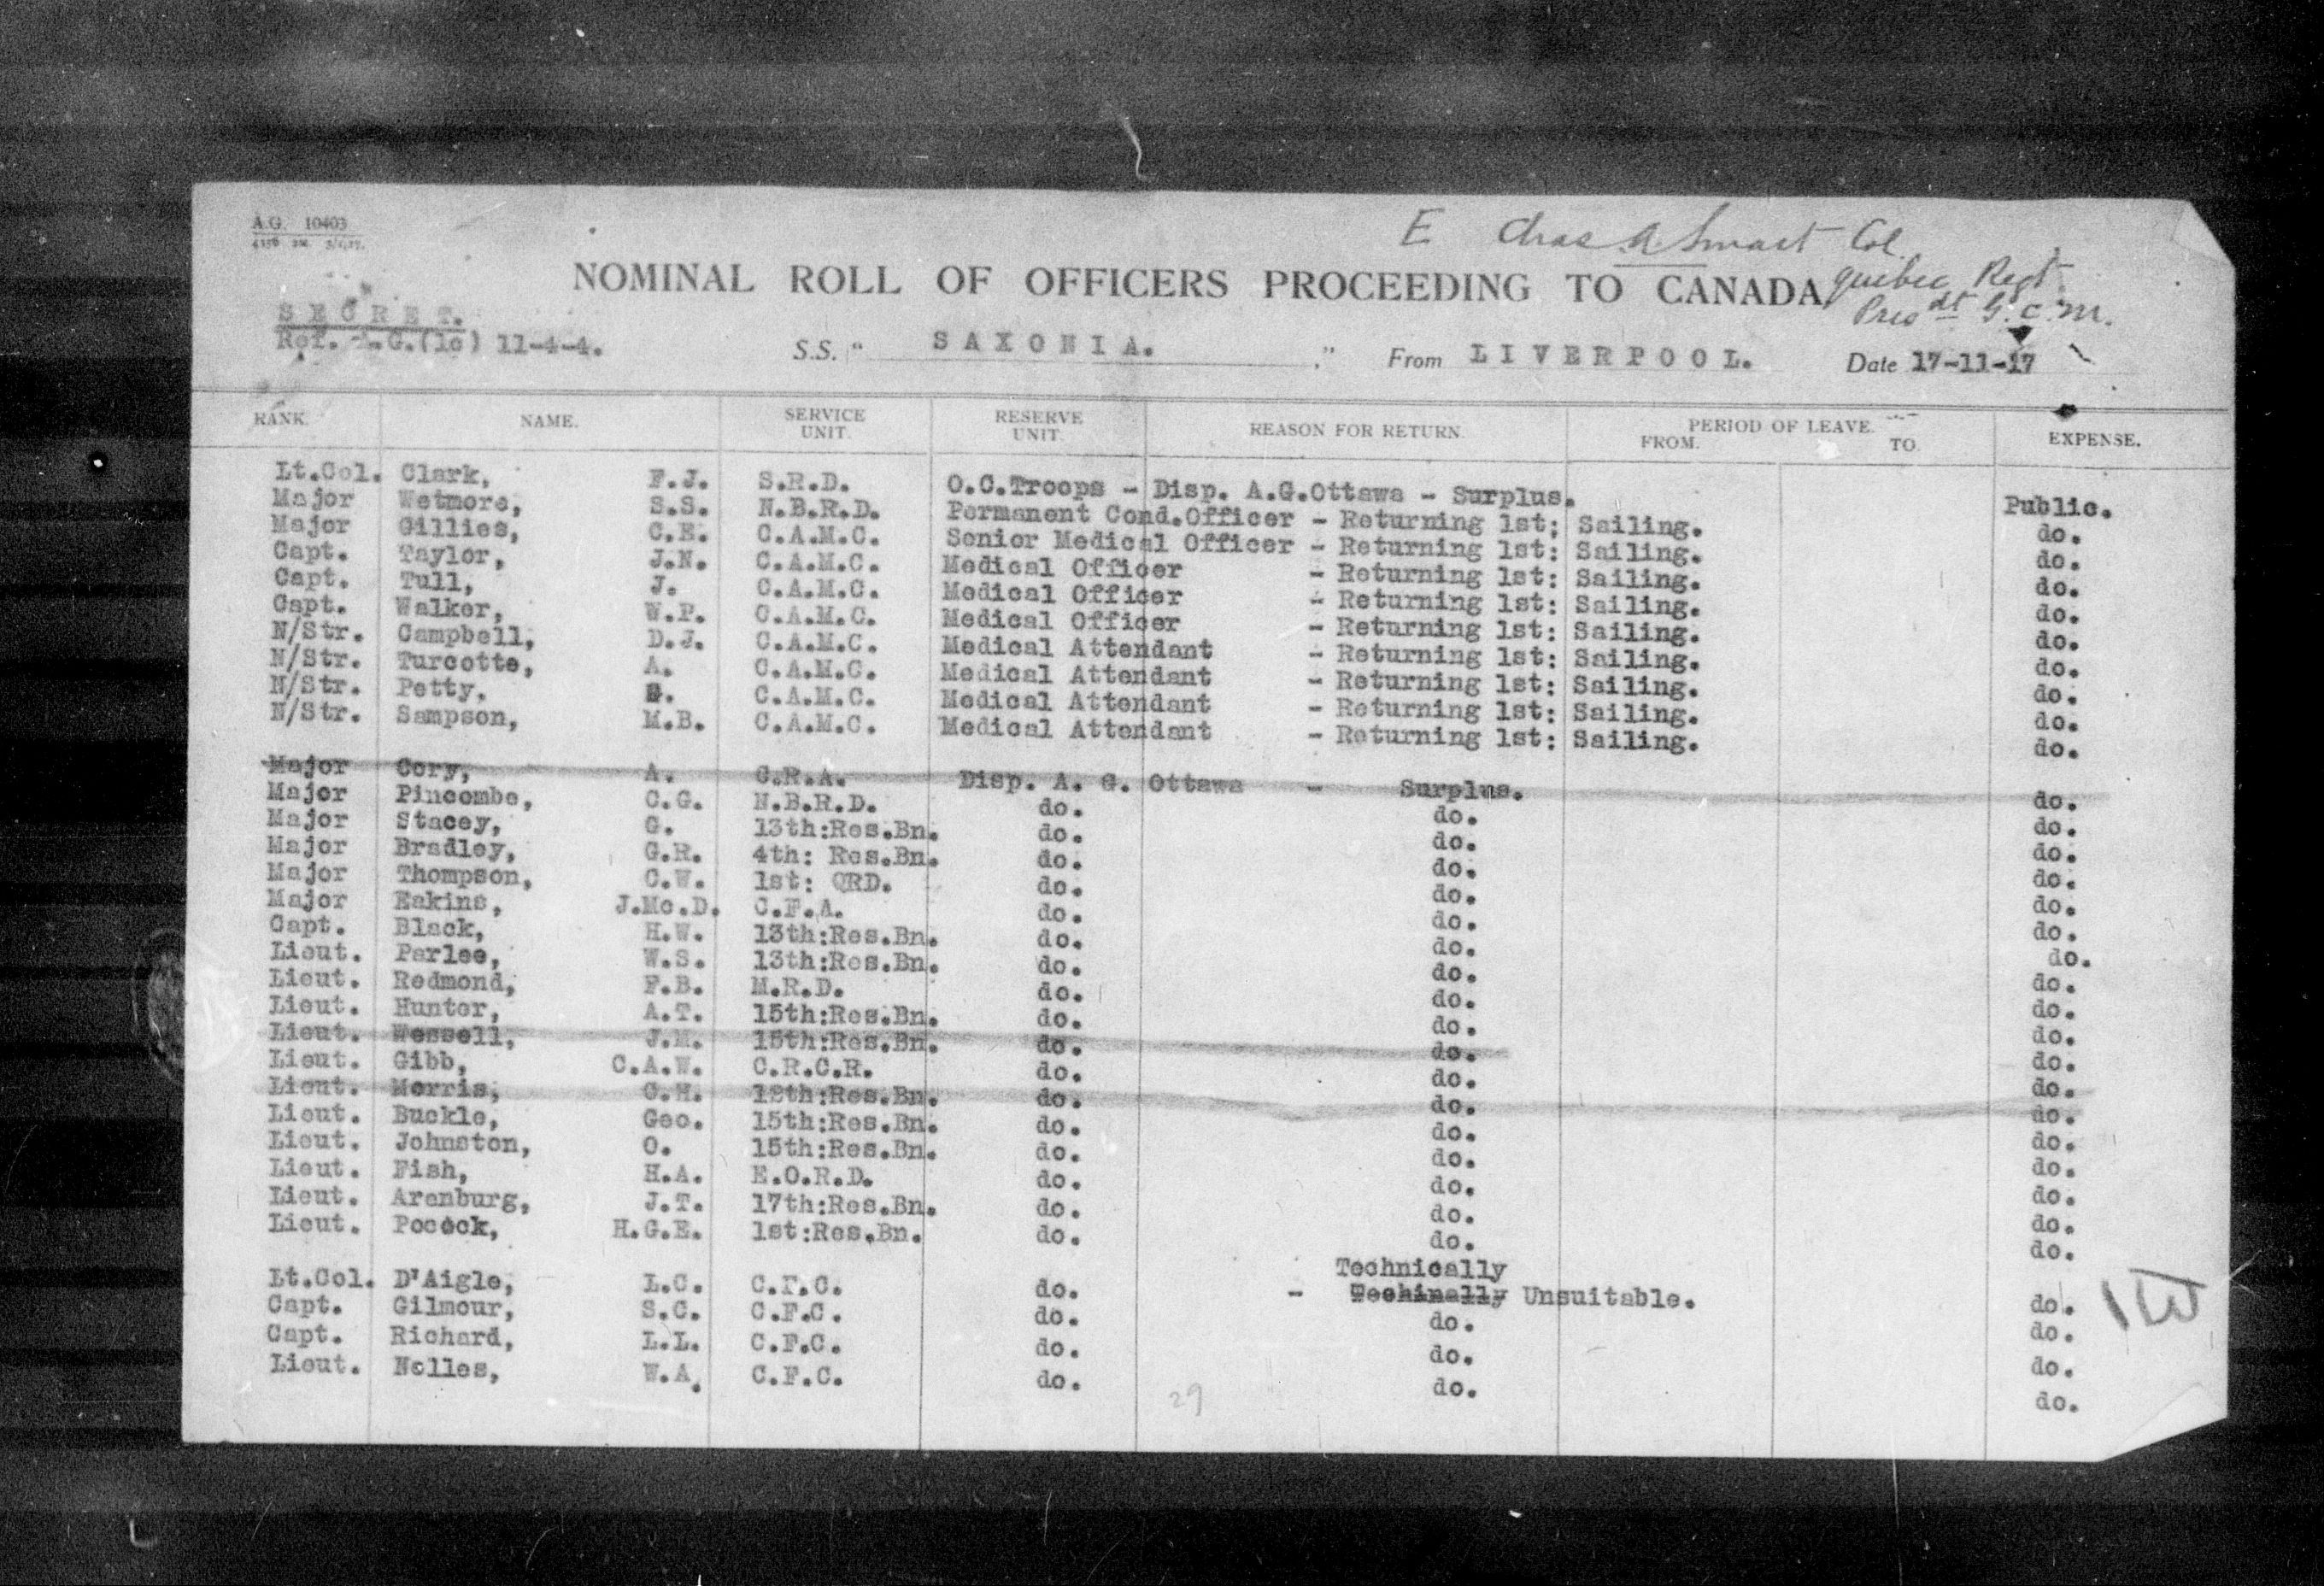 A.G. 10403
E Chas A Smart Col.
NOMINAL ROLL OF OFFICERS PROCEEDING TO CANADA
Quebec Regt
Presdt G.C.M.
SECRET.
Ref. A.G.(1c) 11-4-4.
S.S. " SAXONIA. ," From LIVERPOOL. Date 17-11-17
RANK. NAME. SERVICE UNIT. RESERVE UNIT. REASON FOR RETURN. PERIOD OF LEAVE. FROM. TO. EXPENSE.
Lt.Col. Clark, F.J. S.R.D. O.C.Troops - Disp. A.G.Ottawa - Surplus. Public.
Major Wetmore, S.S. N.B.R.D. Permanent Cond.Officer - Returning 1st; Sailing. do.
Major Gillies, C.E. C.A.M.C. Senior Medical Officer - Returning 1st: Sailing. do.
Capt. Taylor, J.N. C.A.M.C. Medical Officer - Returning 1st: Sailing. do.
Capt. Tull, J. C.A.M.C. Medical Officer - Returning 1st: Sailing. do.
Capt. Walker, W.P. C.A.M.C. Medical Officer - Returning 1st: Sailing. do.
N/Str. Campbell, D.J. C.A.M.C. Medical Attendant - Returning 1st: Sailing. do.
N/Str. Turcotte, A. C.A.M.C. Medical Attendant - Returning 1st: Sailing. do.
N/Str. Petty, C.A.M.C. Medical Attendant - Returning 1st: Sailing. do.
N/Str. Sampson, M.B. C.A.M.C. Medical Attendant - Returning 1st: Sailing. do.
Major Cory, A. C.R.A. Disp. A. G. Ottawa - Surplus. do.
Major Pincombe, C.G. N.B.R.D. do. do. do.
Major Stacey, G. 13th:Res.Bn. do. do. do.
Major Bradley, G.R. 4th: Res.Bn. do. do. do.
Major Thompson, C.W. 1st: QRD. do. do. do.
Major Eakins, J.Mc.D. C.F.A. do. do. do.
Capt. Black, H.W. 13th:Res.Bn. do. do. do.
Lieut. Parlee, W.S. 13th:Res.Bn. do. do. do.
Lieut. Redmond, F.B. M.R.D. do. do. do.
Lieut. Hunter, A.T. 15th:Res.Bn. do. do. do.
Lieut. Wessell, J.M. 15th:Res.Bn. do. do. do.
Lieut. Gibb, C.A.W. C.R.C.R. do. do. do.
Lieut. Morris, C.H. 12th:Res.Bn. do. do. do.
Lieut. Buckle, Geo. 15th:Res.Bn. do. do. do.
Lieut. Johnston, O. 15th:Res.Bn. do. do. do.
Lieut. Fish, H.A. E.O.R.D. do. do. do.
Lieut. Arenburg, J.T. 17th:Res.Bn. do. do. do.
Lieut. Pocock, H.G.E. 1st:Res.Bn. do. do. do.
Technically
Lt.Col. D'Aigle, L.C. C.F.C. do. - Techinally Unsuitable. do.
Capt. Gilmour, S.C. C.F.C. do. do. do.
Capt. Richard, L.L. C.F.C. do. do. do.
Lieut. Nelles, W.A. C.F.C. do. do. do.
29